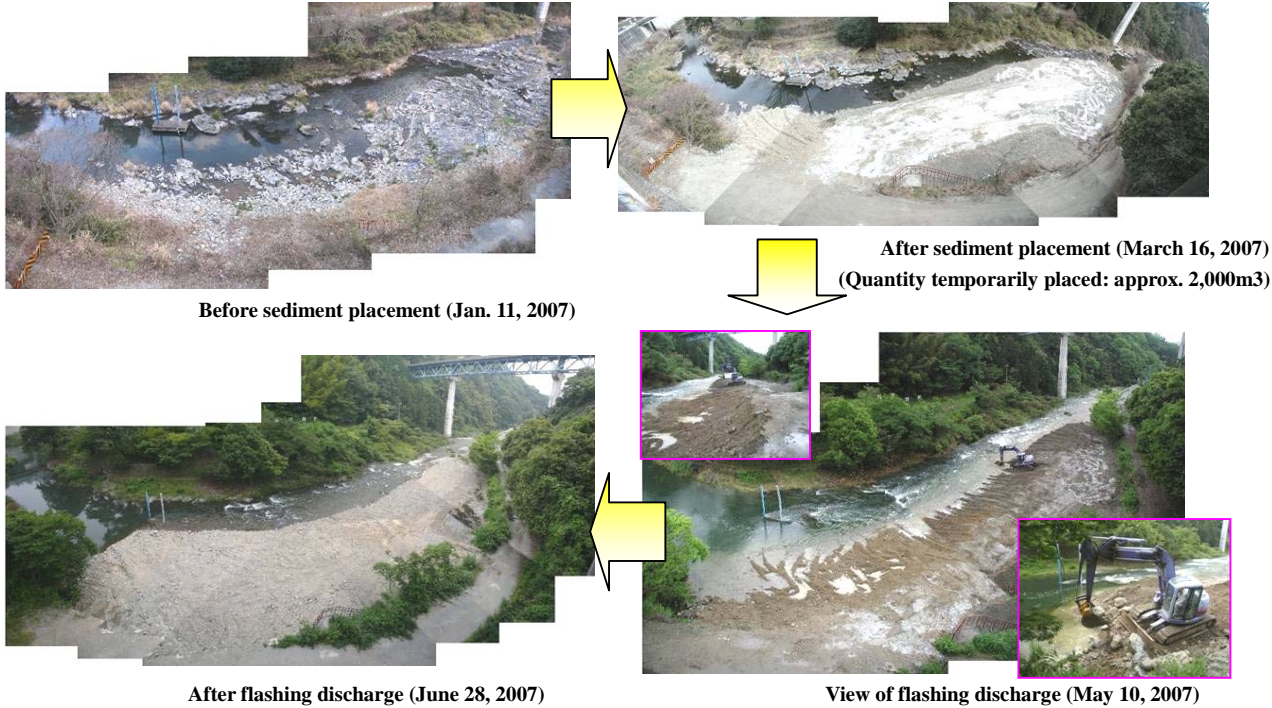 Before sediment placement (Jan. 11, 2007)
After sediment placement (March 16, 2007)
(Quantity temporarily placed: approx. 2,000m3)
View of flashing discharge (May 10, 2007)
After flashing discharge (June 28, 2007)